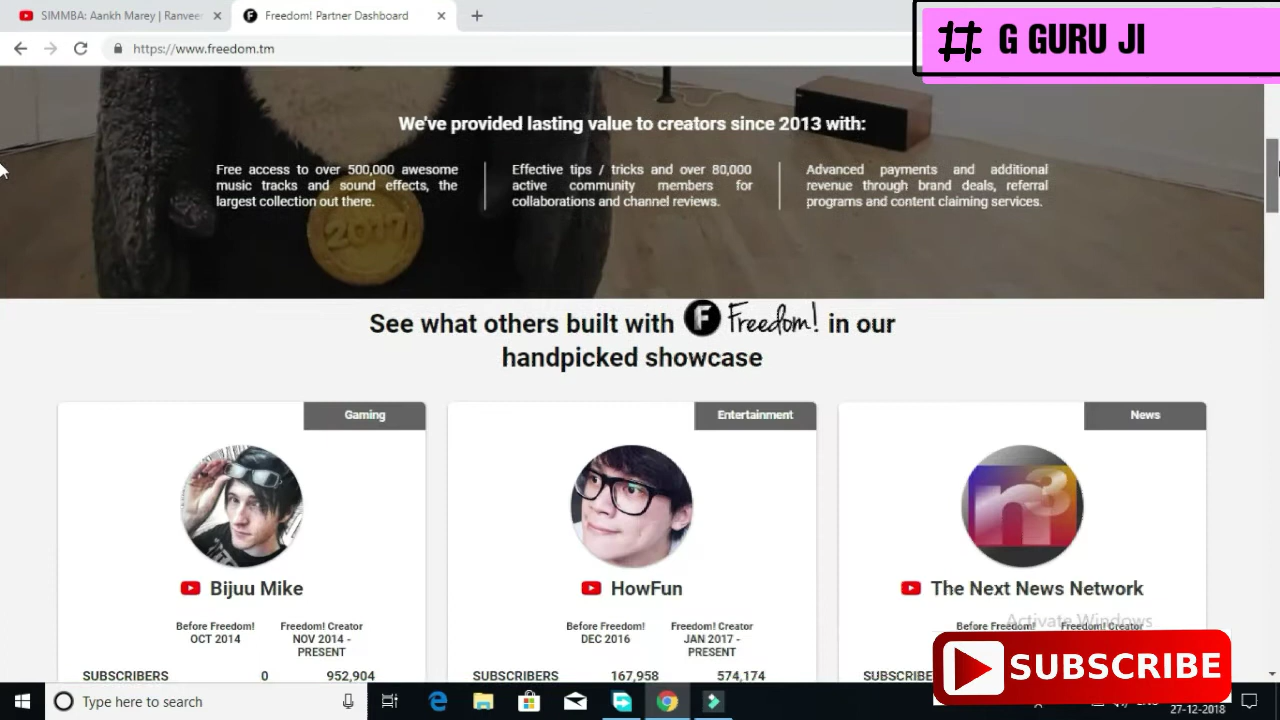 SIMMBA: Aankh Marey | Ranveer
Freedom! Partner Dashboard
# G GURU JI
https://www.freedom.tm
We've provided lasting value to creators since 2013 with:
Free access to over 500,000 awesome
music tracks and sound effects, the
largest collection out there.
Effective tips / tricks and over 80,000
active community members for
collaborations and channel reviews.
Advanced payments and additional
revenue through brand deals, referral
programs and content claiming services.
2017
See what others built with F Freedom! in our
handpicked showcase
Gaming
Entertainment
News
n3
Bijuu Mike
HowFun
The Next News Network
Before Freedom! Freedom! Creator
OCT 2014 NOV 2014 -
PRESENT
Before Freedom! Freedom! Creator
DEC 2016 JAN 2017 -
PRESENT
Before Freedom! Freedom! Creator
Activate Windows
SUBSCRIBERS 0 952,904
SUBSCRIBERS 167,958 574,174
SUBSCRIBE
Type here to search
27-12-2018